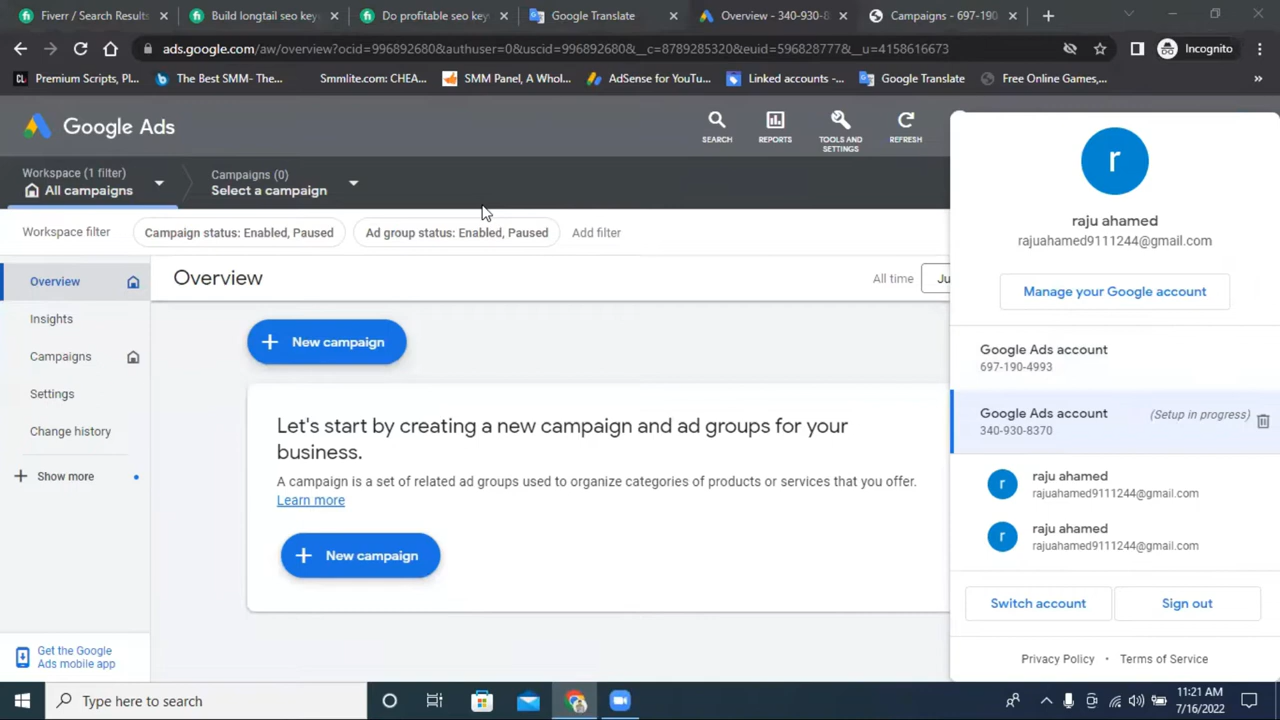 Fiverr / Search Results
Build longtail seo key
Do profitable seo key
Google Translate
Overview - 340-930-8
Campaigns - 697-190
ads.google.com/aw/overview?ocid=996892680&authuser=0&uscid=996892680&__c=8789285320&euid=596828777&__u=4158616673
Incognito
CL
Premium Scripts, Pl...
The Best SMM- The...
Smmlite.com: CHEA...
SMM Panel, A Whol...
AdSense for YouTu...
Linked accounts -...
Google Translate
Free Online Games,...
»
Google Ads
SEARCH
REPORTS
TOOLS AND
SETTINGS
REFRESH
Workspace (1 filter)
All campaigns
Campaigns (0)
Select a campaign
Workspace filter
Campaign status: Enabled, Paused
Ad group status: Enabled, Paused
Add filter
Overview
Insights
Campaigns
Settings
Change history
Show more
Get the Google
Ads mobile app
Overview
All time
Ju
New campaign
Let's start by creating a new campaign and ad groups for your
business.
A campaign is a set of related ad groups used to organize categories of products or services that you offer.
Learn more
New campaign
r
raju ahamed
rajuahamed9111244@gmail.com
Manage your Google account
Google Ads account
697-190-4993
Google Ads account
(Setup in progress)
340-930-8370
r
raju ahamed
rajuahamed9111244@gmail.com
r
raju ahamed
rajuahamed9111244@gmail.com
Switch account
Sign out
Privacy Policy • Terms of Service
Type here to search
11:21 AM
7/16/2022